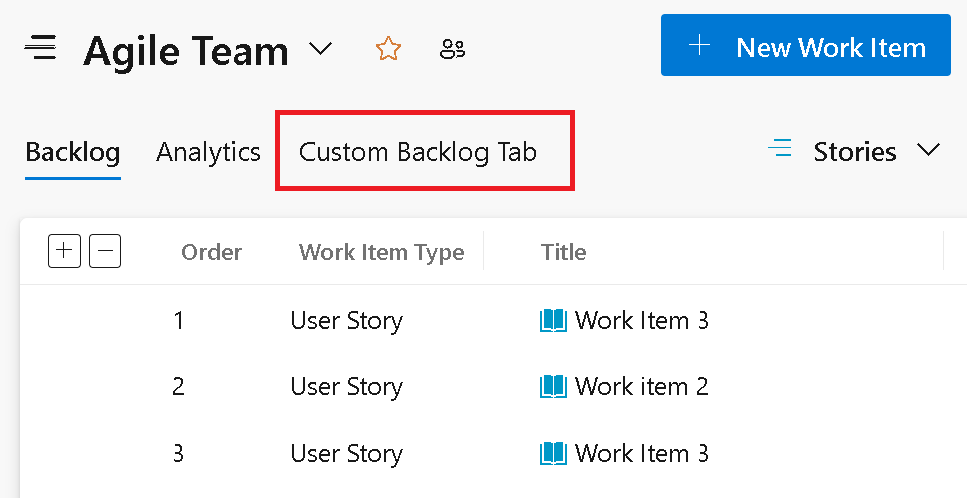 Agile Team
+ New Work Item
Backlog Analytics Custom Backlog Tab Stories
Order Work Item Type Title
1 User Story Work Item 3
2 User Story Work item 2
3 User Story Work Item 3